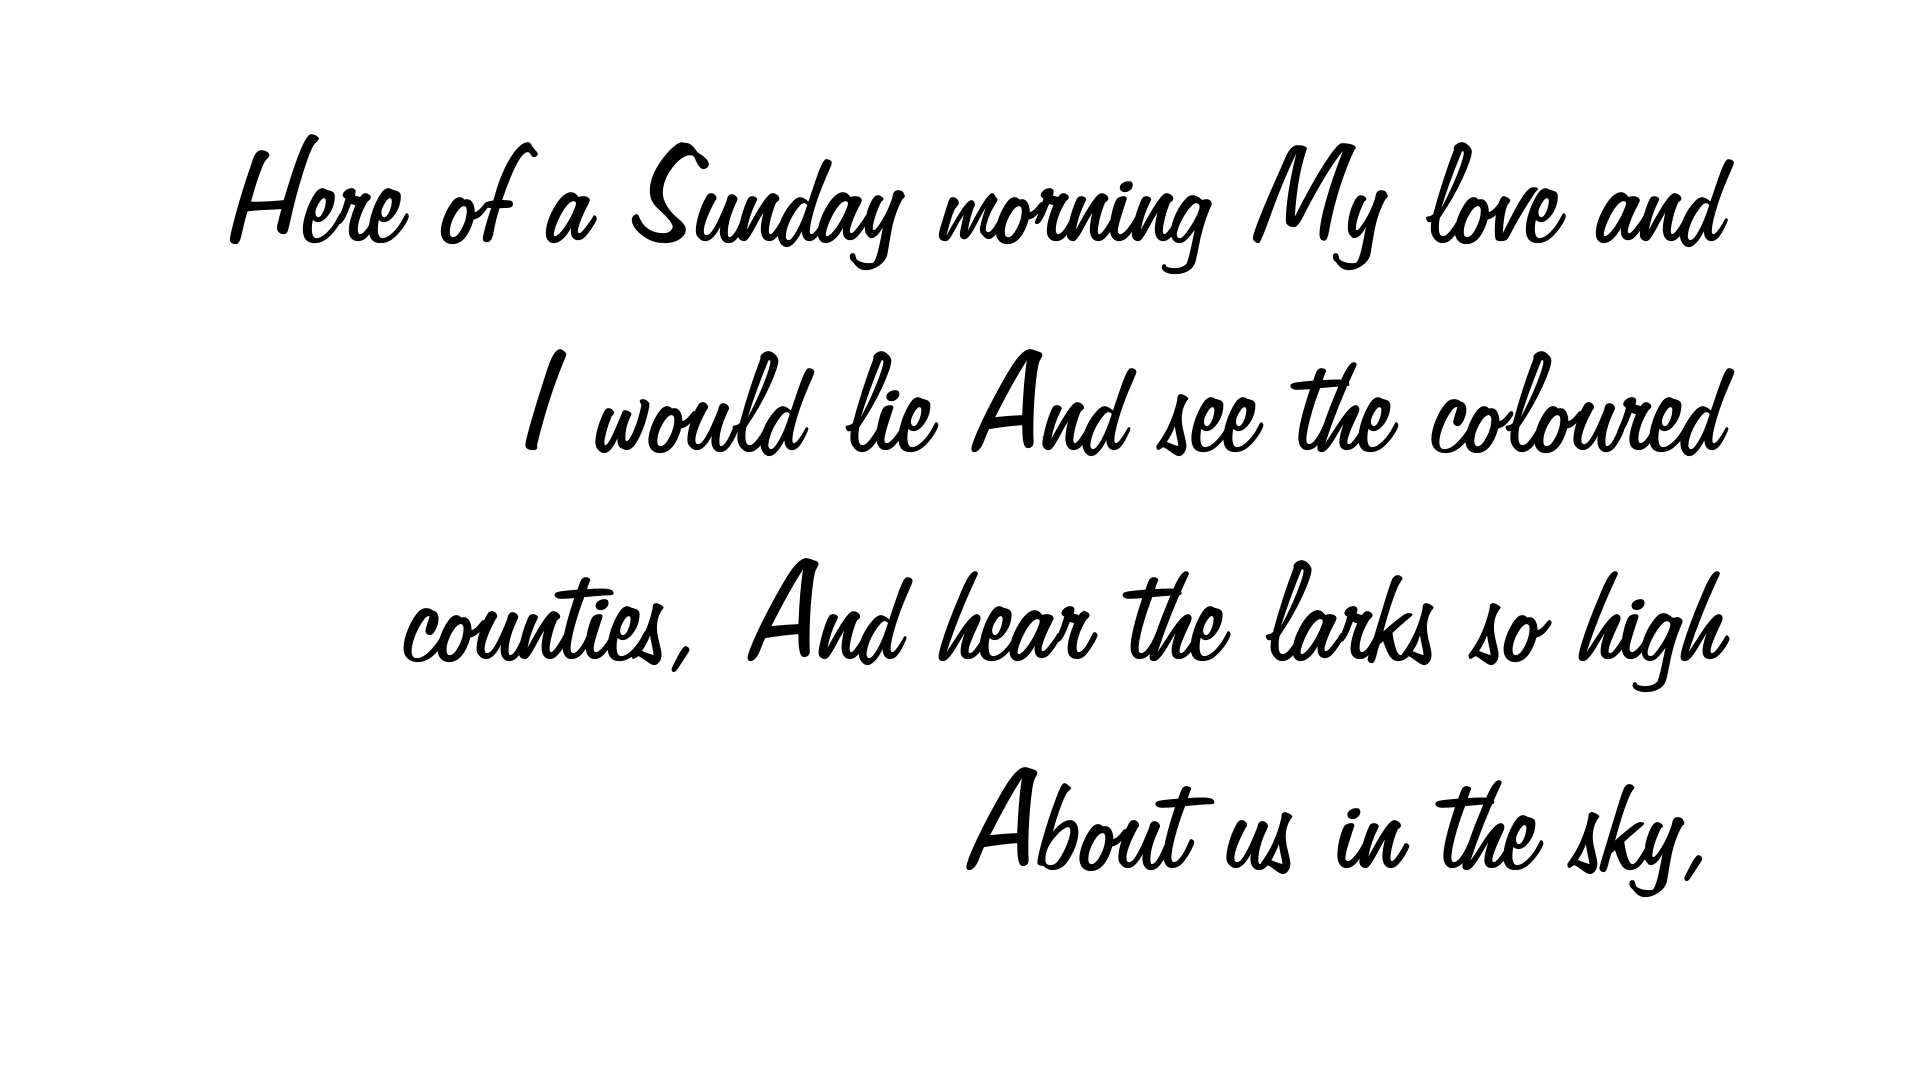 Here of a Sunday morning My love and
I would lie And see the coloured
counties, And hear the larks so high
About us in the sky,